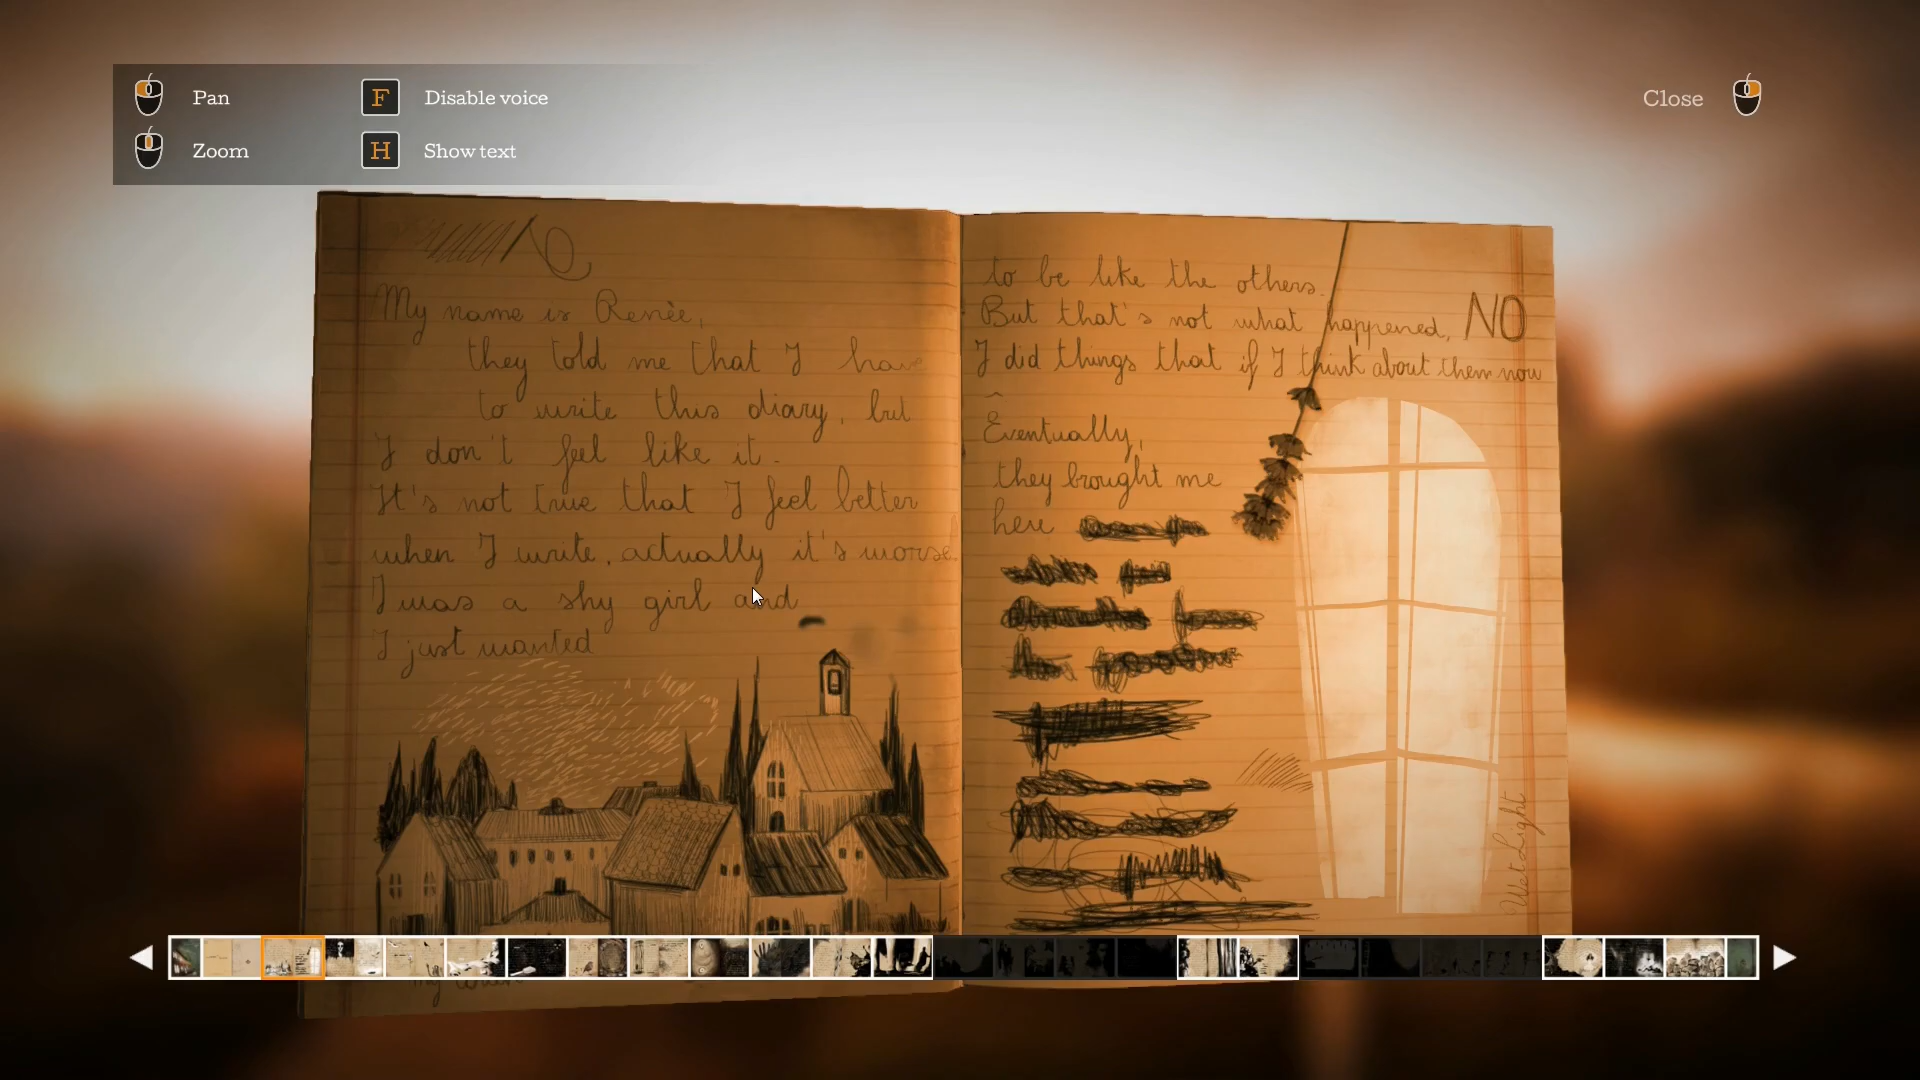 Pan
F Disable voice
Zoom
H Show text
Close
My name is Renèe,
they told me that I have
to write this diary, but
I don't feel like it.
It's not true that I feel better
when I write, actually it's worse.
I was a shy girl and
I just wanted
to be like the others.
But that's not what happened, NO
I did things that if I think about them now
Eventually,
they brought me
here